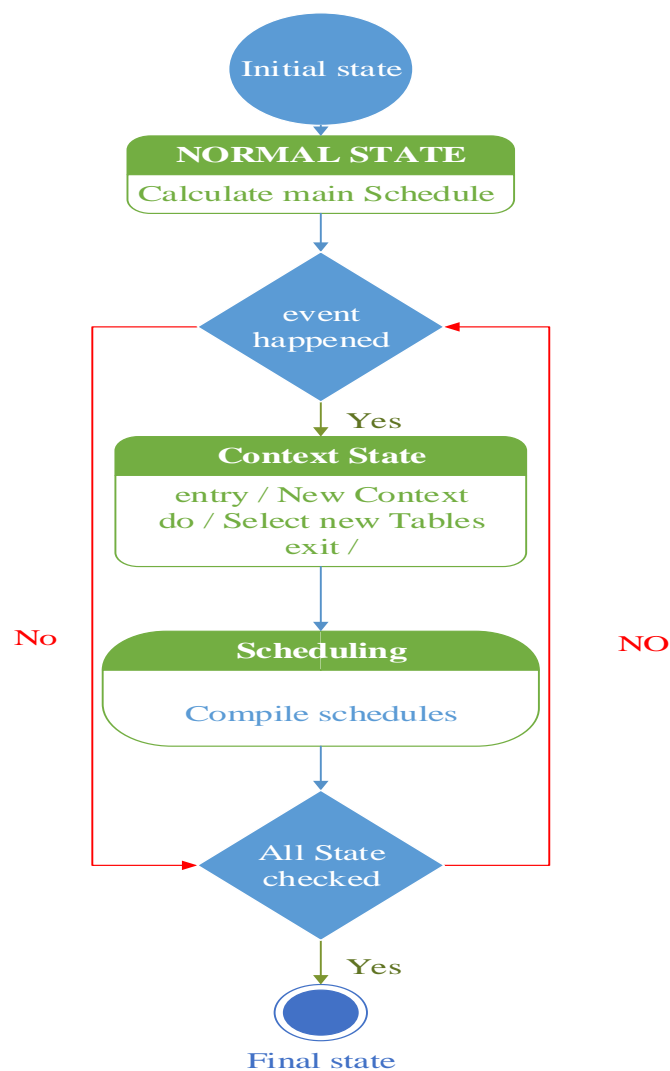 Initial state
NORMAL STATE
Calculate main Schedule
event
happened
Yes
Context State
entry / New Context
do / Select new Tables
exit /
No
NO
Scheduling
Compile schedules
All State
checked
Yes
Final state